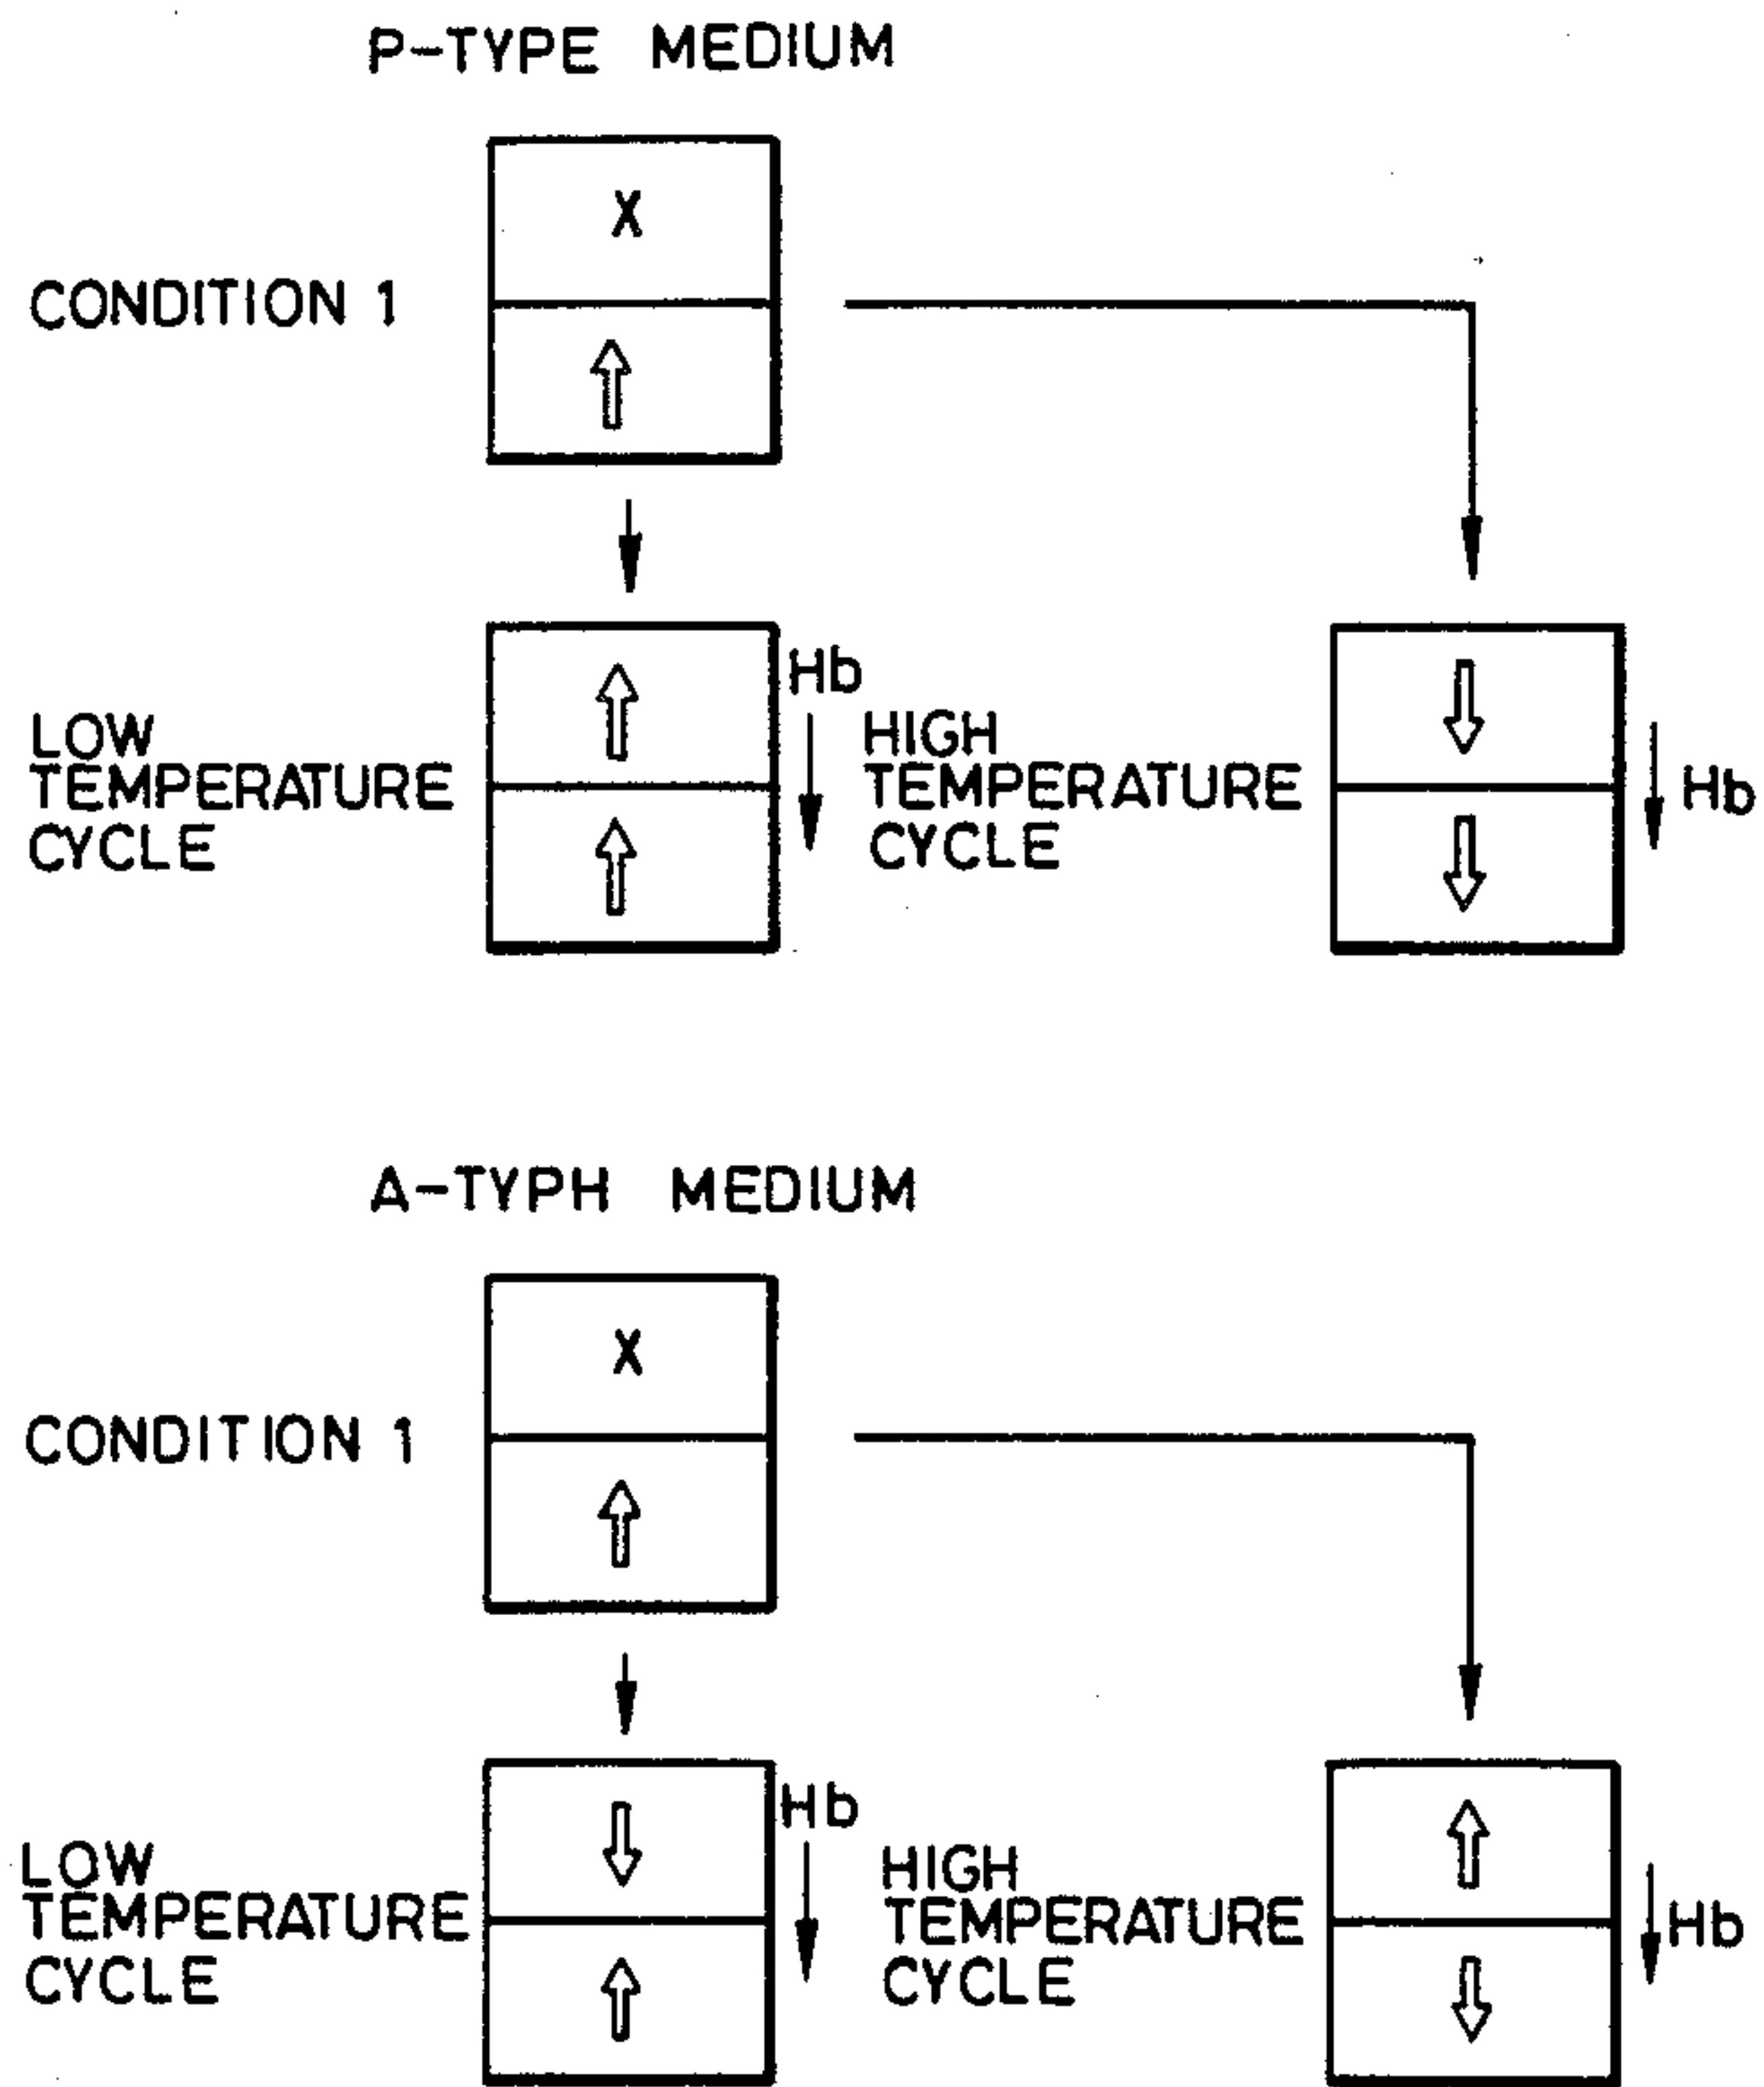 P-TYPE MEDIUM
X
CONDITION 1
Hb
LOW
TEMPERATURE
CYCLE
HIGH
TEMPERATURE
CYCLE
Hb
A-TYPH MEDIUM
X
CONDITION 1
Hb
LOW
TEMPERATURE
CYCLE
HIGH
TEMPERATURE
CYCLE
Hb